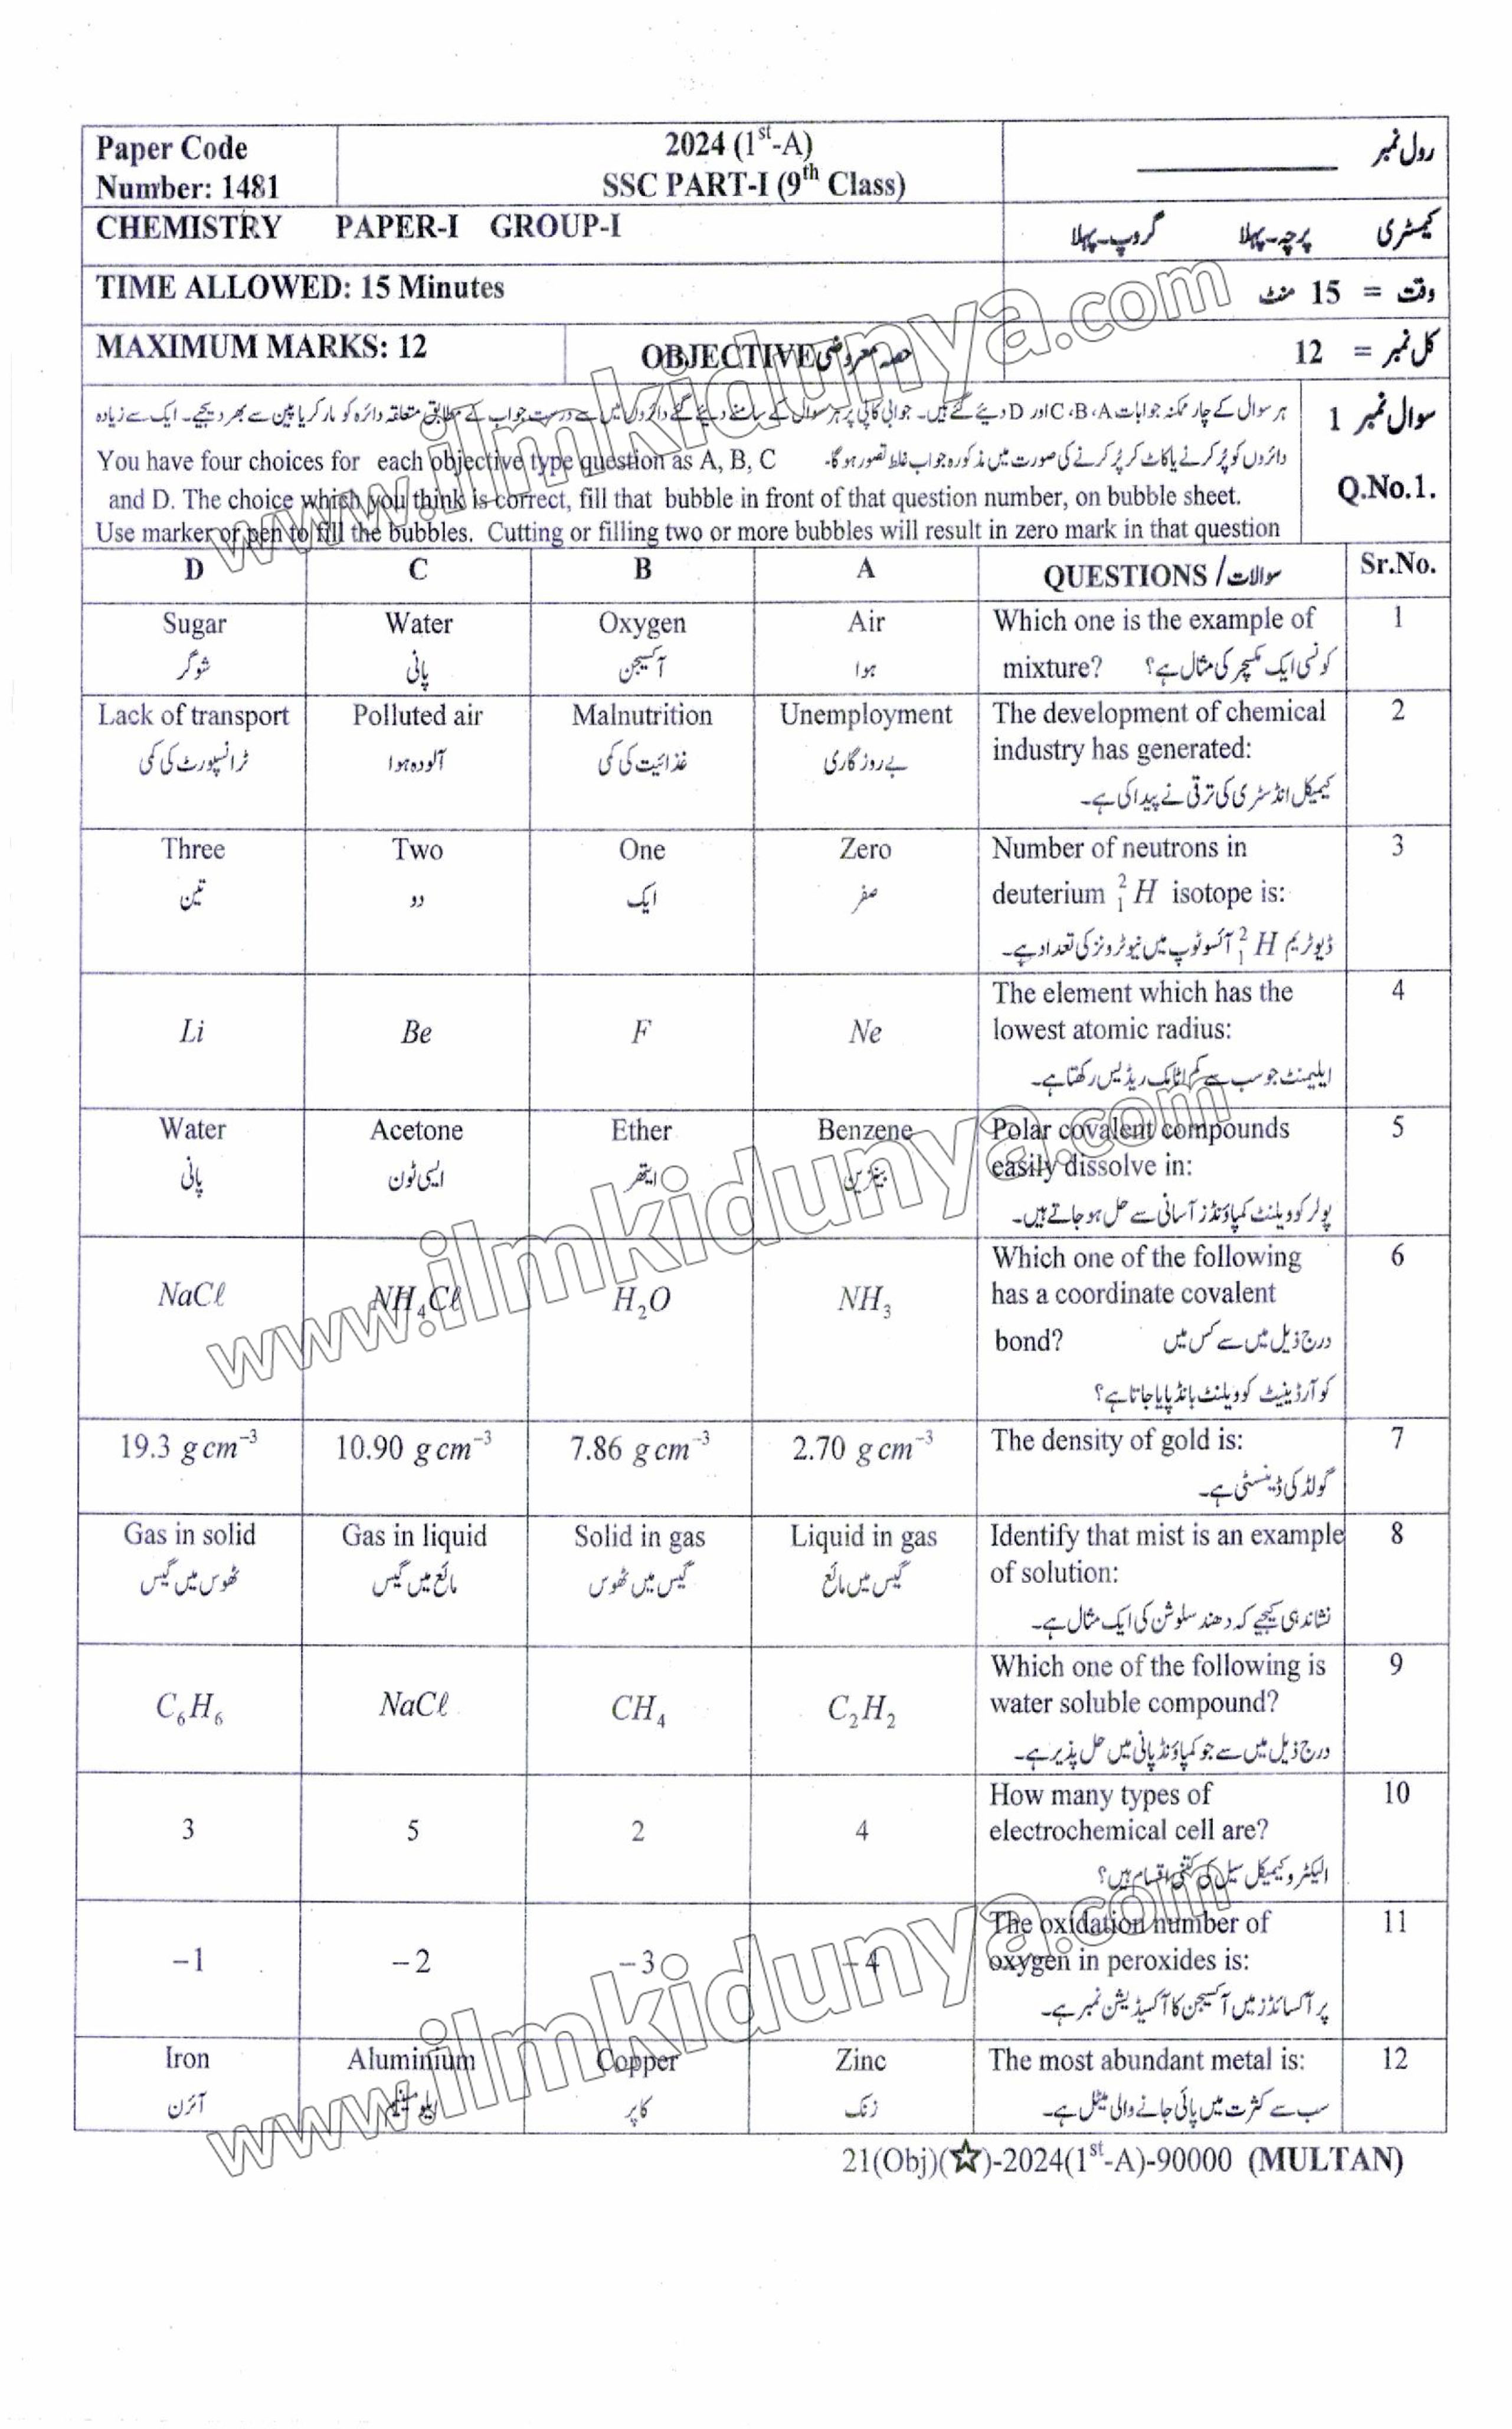 Paper Code
Number: 1481
2024 (1st-A)
SSC PART-I (9th Class)
رول نمبر ____________
CHEMISTRY PAPER-I GROUP-I
کیمسٹری پرچہ-پہلا گروپ-پہلا
TIME ALLOWED: 15 Minutes
وقت = 15 منٹ
MAXIMUM MARKS: 12
OBJECTIVE حصہ معروضی
کل نمبر = 12
سوال نمبر 1
Q.No.1.
ہر سوال کے چار ممکنہ جوابات A، B، C اور D دیئے گئے ہیں۔ جوابی کاپی پر ہر سوال کے سامنے دیئے گئے دائروں میں سے درست جواب کے مطابق متعلقہ دائرہ کو مارکر یا پین سے بھر دیجیے۔ ایک سے زیادہ
دائروں کو پُر کرنے یا کاٹ کر پُر کرنے کی صورت میں مذکورہ جواب غلط تصور ہو گا۔
You have four choices for each objective type question as A, B, C
and D. The choice which you think is correct, fill that bubble in front of that question number, on bubble sheet.
Use marker or pen to fill the bubbles. Cutting or filling two or more bubbles will result in zero mark in that question
D C B A QUESTIONS / سوالات Sr.No.
Sugar Water Oxygen Air Which one is the example of 1
شوگر پانی آکسیجن ہوا mixture? کونسی ایک مکسچر کی مثال ہے؟
Lack of transport Polluted air Malnutrition Unemployment The development of chemical 2
industry has generated:
ٹرانسپورٹ کی کمی آلودہ ہوا غذائیت کی کمی بے روزگاری
کیمیکل انڈسٹری کی ترقی نے پیدا کی ہے۔
Three Two One Zero Number of neutrons in 3
تین دو ایک صفر deuterium ²₁H isotope is:
ڈیوٹریم ²₁H آئسوٹوپ میں نیوٹرونز کی تعداد ہے۔
The element which has the 4
Li Be F Ne lowest atomic radius:
ایلیمنٹ جو سب سے کم اٹامک ریڈیس رکھتا ہے۔
Water Acetone Ether Benzene Polar covalent compounds 5
پانی ایسی ٹون ایتھر بینزین easily dissolve in:
پولر کوویلنٹ کمپاؤنڈز آسانی سے حل ہو جاتے ہیں۔
Which one of the following 6
NaCℓ NH₄Cℓ H₂O NH₃ has a coordinate covalent
bond? درج ذیل میں سے کس میں
کوآرڈینیٹ کوویلنٹ بانڈ پایا جاتا ہے؟
19.3 g cm⁻³ 10.90 g cm⁻³ 7.86 g cm⁻³ 2.70 g cm⁻³ The density of gold is: 7
گولڈ کی ڈینسٹی ہے۔
Gas in solid Gas in liquid Solid in gas Liquid in gas Identify that mist is an example 8
ٹھوس میں گیس مائع میں گیس گیس میں ٹھوس گیس میں مائع of solution:
نشاندہی کیجیے کہ دھند سلوشن کی ایک مثال ہے۔
Which one of the following is 9
C₆H₆ NaCℓ CH₄ C₂H₂ water soluble compound?
درج ذیل میں سے جو کمپاؤنڈ پانی میں حل پذیر ہے۔
How many types of 10
3 5 2 4 electrochemical cell are?
الیکٹرو کیمیکل سیل کی کتنی اقسام ہیں؟
The oxidation number of 11
−1 −2 −3 −4 oxygen in peroxides is:
پر آکسائڈز میں آکسیجن کا آکسیڈیشن نمبر ہے۔
Iron Aluminium Copper Zinc The most abundant metal is: 12
آئرن ایلومینیم کاپر زنک سب سے کثرت میں پائی جانے والی میٹل ہے۔
21(Obj)(☆)-2024(1st-A)-90000 (MULTAN)
www.ilmkidunya.com
www.ilmkidunya.com
www.ilmkidunya.com